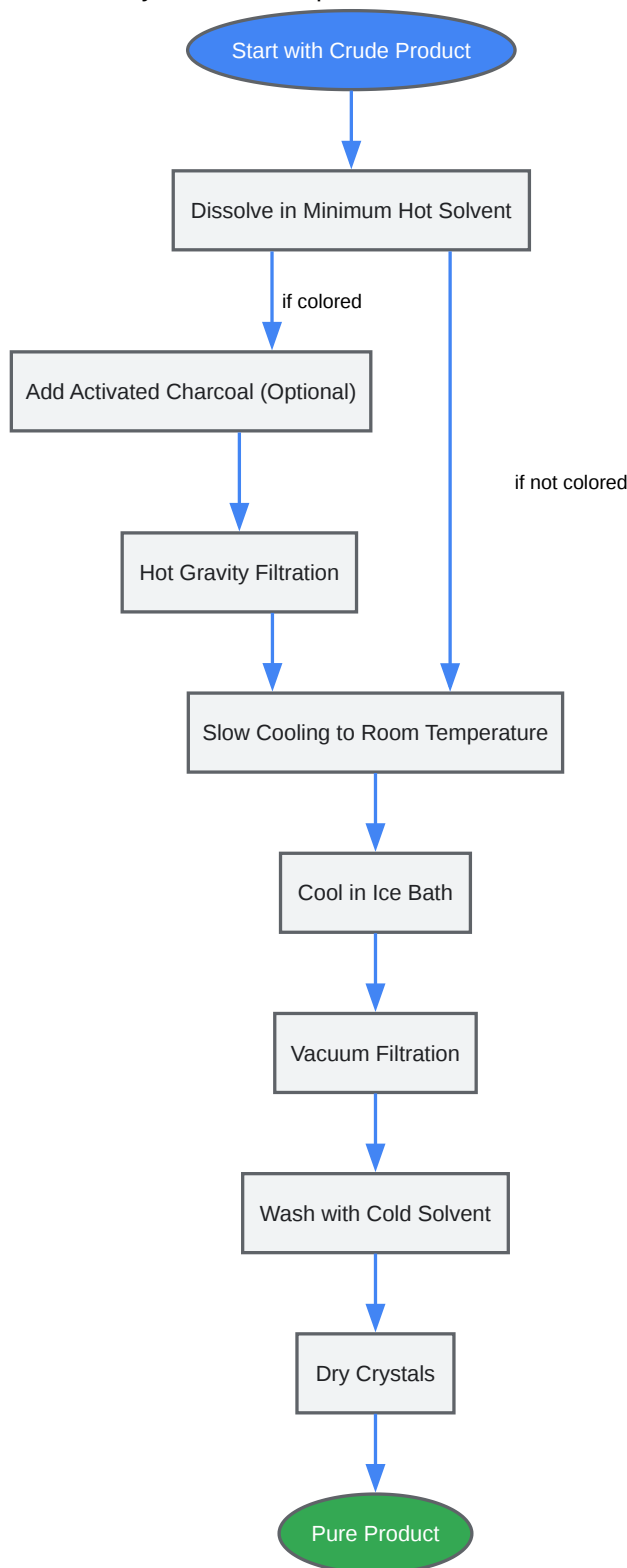 Start with Crude Product
Dissolve in Minimum Hot Solvent
if colored
Add Activated Charcoal (Optional)
if not colored
Hot Gravity Filtration
Slow Cooling to Room Temperature
Cool in Ice Bath
Vacuum Filtration
Wash with Cold Solvent
Dry Crystals
Pure Product